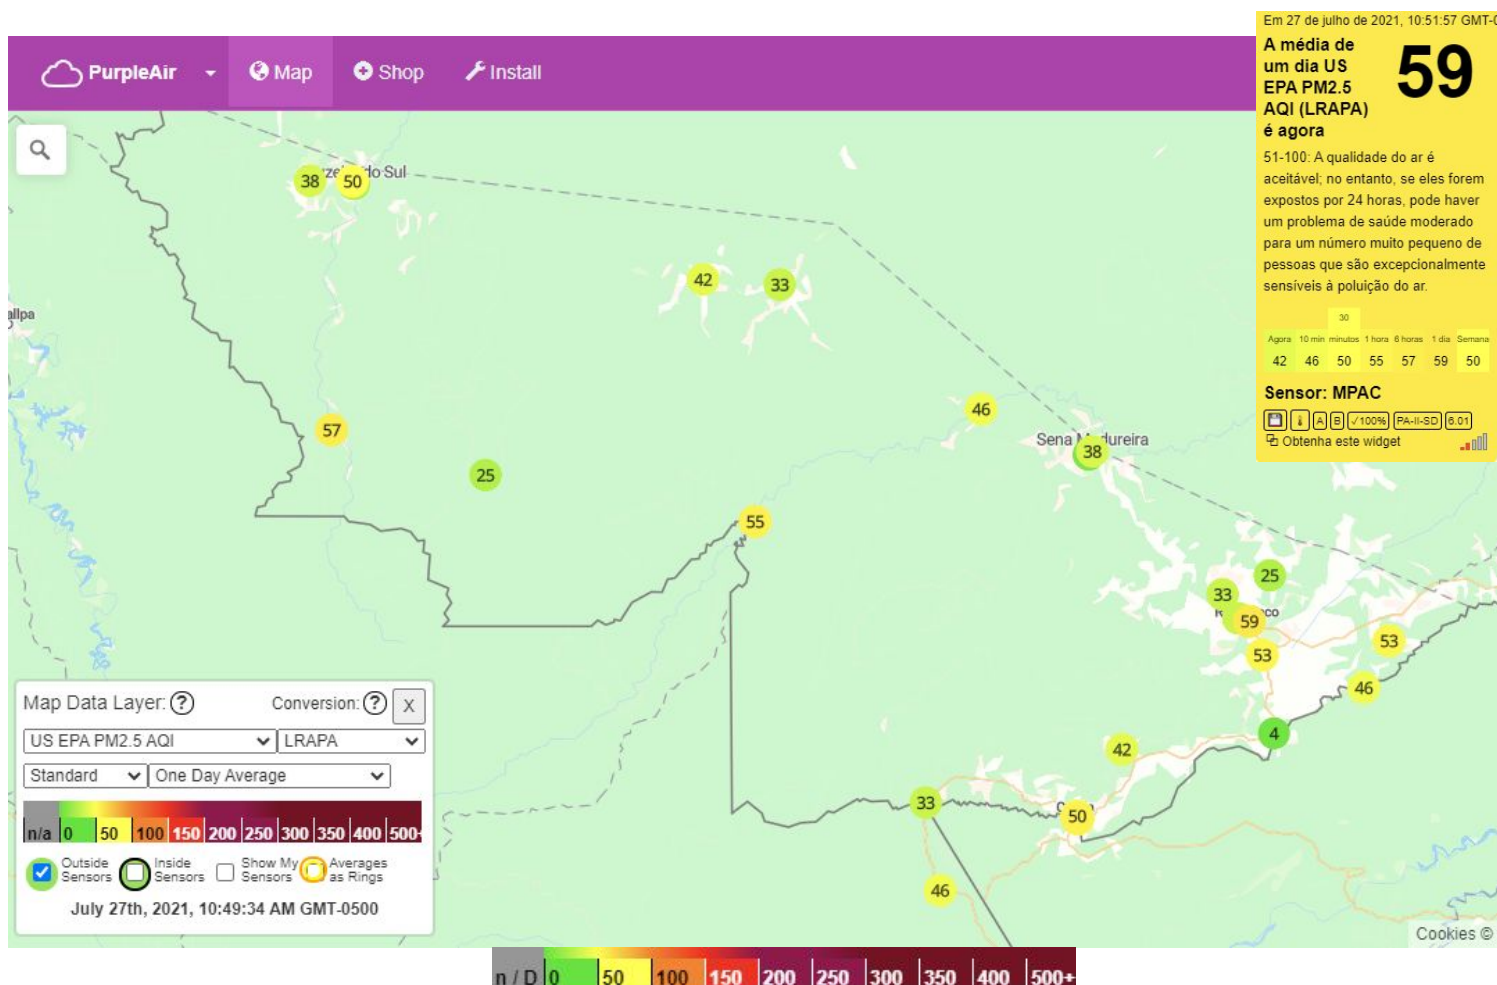 Em 27 de julho de 2021, 10:51:57 GMT-0
A média de
um dia US
EPA PM2.5
AQI (LRAPA)
é agora
59
51-100: A qualidade do ar é
aceitável; no entanto, se eles forem
expostos por 24 horas, pode haver
um problema de saúde moderado
para um número muito pequeno de
pessoas que são excepcionalmente
sensíveis à poluição do ar.
30
Agora 10 min minutos 1 hora 6 horas 1 dia Semana
42 46 50 55 57 59 50
Sensor: MPAC
A B ✓100% PA-II-SD 6.01
Obtenha este widget
PurpleAir Map Shop Install
do Sul
38 50
42 33
allpa
46
57
Sena
38
25
55
25
33
59
53
53
46
4
42
33
50
46
Map Data Layer: ? Conversion: ? X
US EPA PM2.5 AQI LRAPA
Standard One Day Average
n/a 0 50 100 150 200 250 300 350 400 500+
Outside Sensors
Inside Sensors
Show My Sensors
Averages as Rings
July 27th, 2021, 10:49:34 AM GMT-0500
Cookies ©
n / D 0 50 100 150 200 250 300 350 400 500+